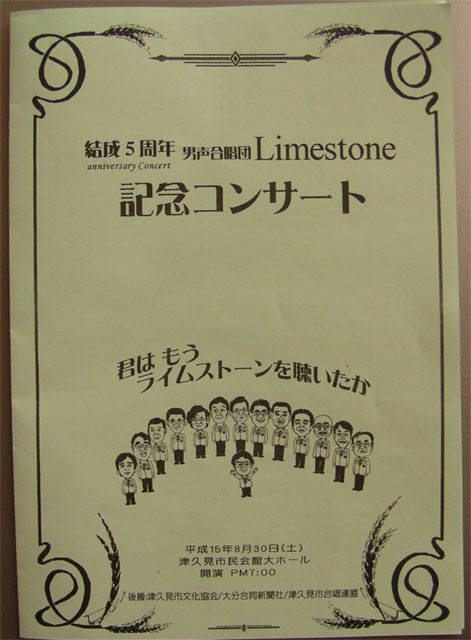 結成5周年 男声合唱団 Limestone
anniversary Concert
記念コンサート
君は もう
ライムストーンを聴いたか
平成15年8月30日(土)
津久見市民会館大ホール
開演 PM7:00
後援:津久見市文化協会/大分合同新聞社/津久見市合唱連盟